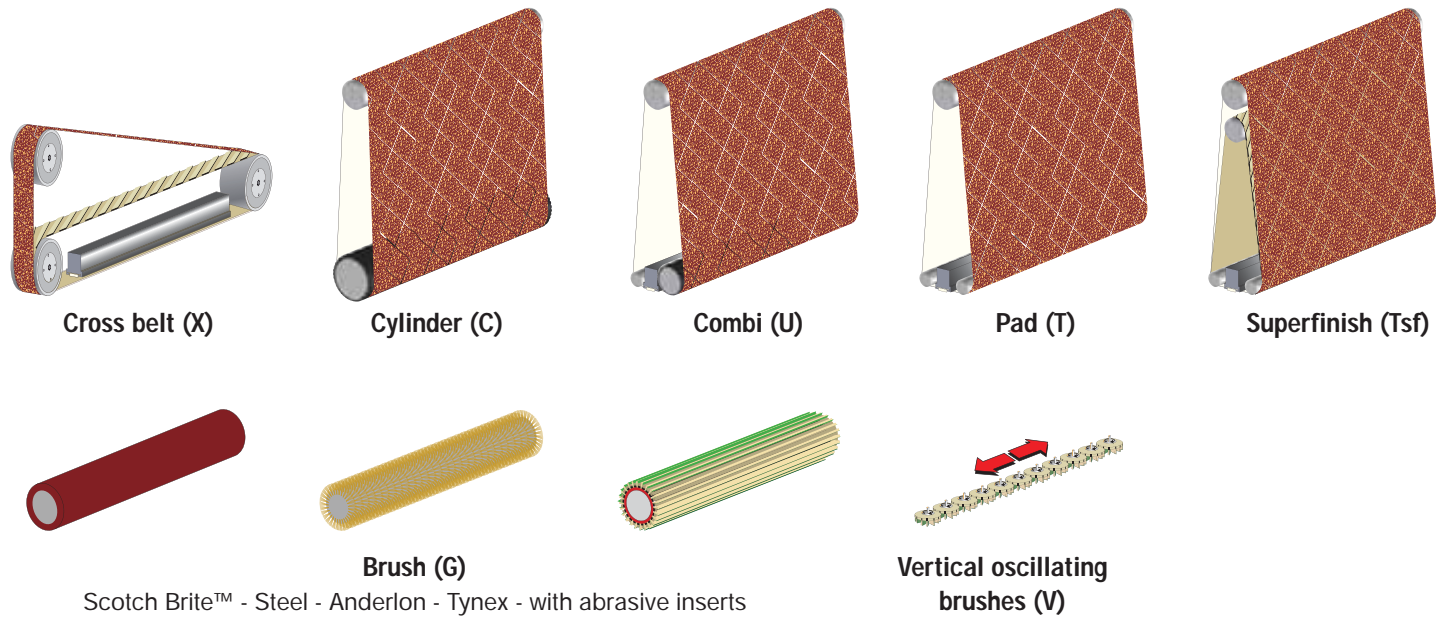 Cross belt (X)
Cylinder (C)
Combi (U)
Pad (T)
Superfinish (Tsf)
Brush (G)
Scotch Brite™ - Steel - Anderlon - Tynex - with abrasive inserts
Vertical oscillating
brushes (V)